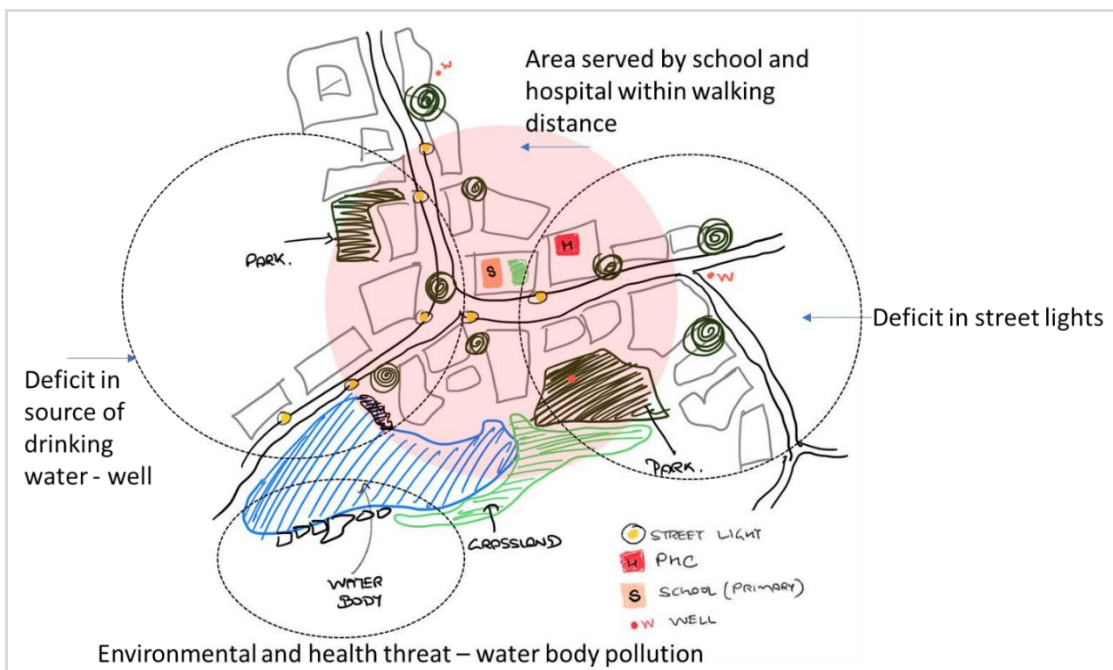 W
Area served by school and
hospital within walking
distance
PARK.
H
S
W
Deficit in street lights
Deficit in
source of
drinking
water - well
PARK.
GRASSLAND
WATER
BODY
STREET LIGHT
H PHC
S SCHOOL (PRIMARY)
W WELL
Environmental and health threat – water body pollution